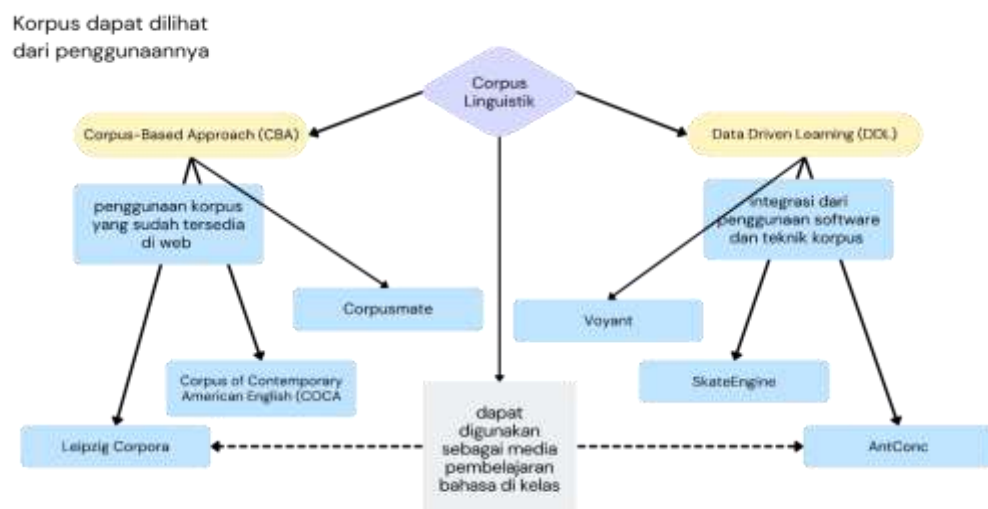 Korpus dapat dilihat
dari penggunaannya
Corpus
Linguistik
Corpus-Based Approach (CBA)
Data Driven Learning (DDL)
penggunaan korpus
yang sudah tersedia
di web
integrasi dari
penggunaan software
dan teknik korpus
Corpusmate
Voyant
Corpus of Contemporary
American English (COCA
SkateEngine
dapat
digunakan
sebagai media
pembelajaran
bahasa di kelas
Leipzig Corpora
AntConc